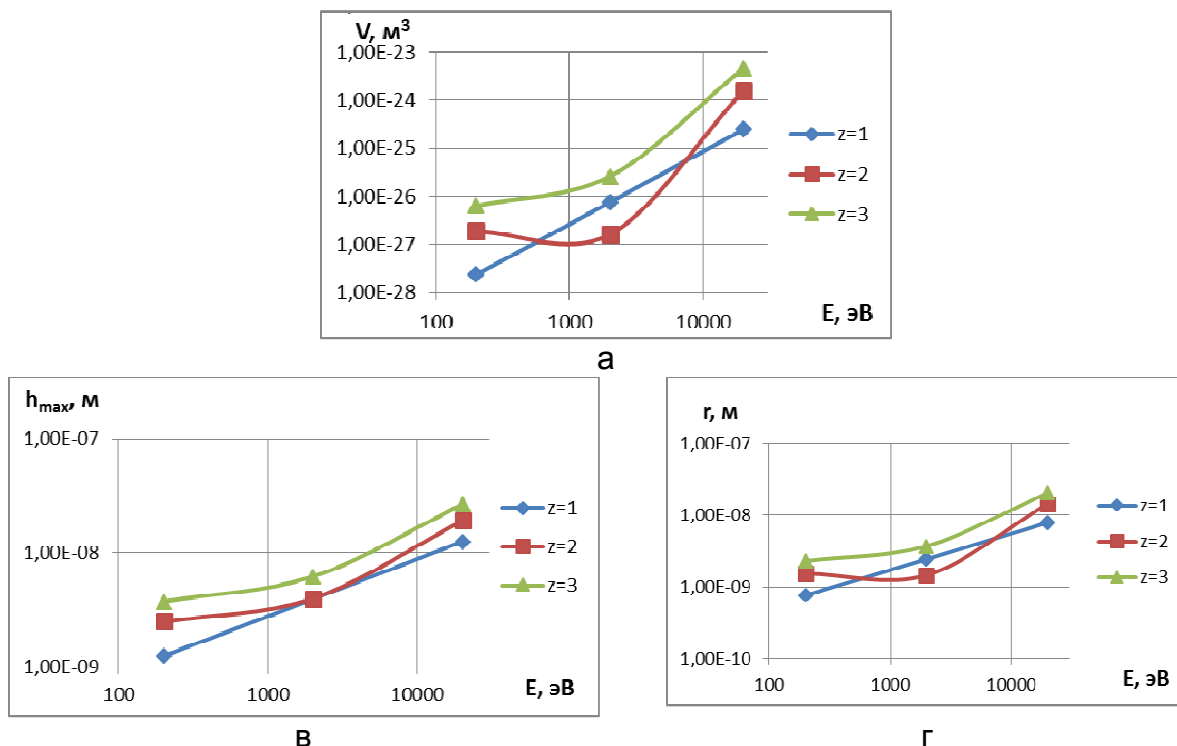 V, м³
1,00E-23
1,00E-24
1,00E-25
1,00E-26
1,00E-27
1,00E-28
100
1000
10000
E, эВ
z=1
z=2
z=3
а
h_max, м
1,00E-07
1,00E-08
1,00E-09
100
1000
10000
E, эВ
z=1
z=2
z=3
в
r, м
1,00E-07
1,00E-08
1,00E-09
1,00E-10
100
1000
10000
E, эВ
z=1
z=2
z=3
г